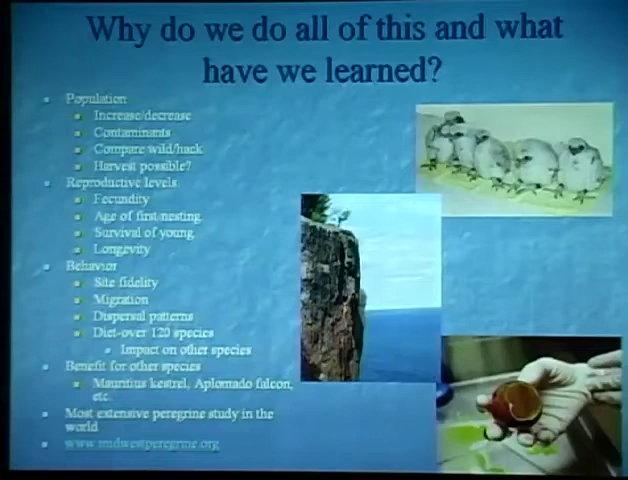 Why do we do all of this and what
have we learned?
Population
Increase/decrease
Contaminants
Compare wild/hack
Harvest possible?
Reproductive levels
Fecundity
Age of first nesting
Survival of young
Longevity
Behavior
Site fidelity
Migration
Dispersal patterns
Diet-over 120 species
Impact on other species
Benefit for other species
Mauritius kestrel, Aplomado falcon,
etc.
Most extensive peregrine study in the
world
www.midwestperegrine.org